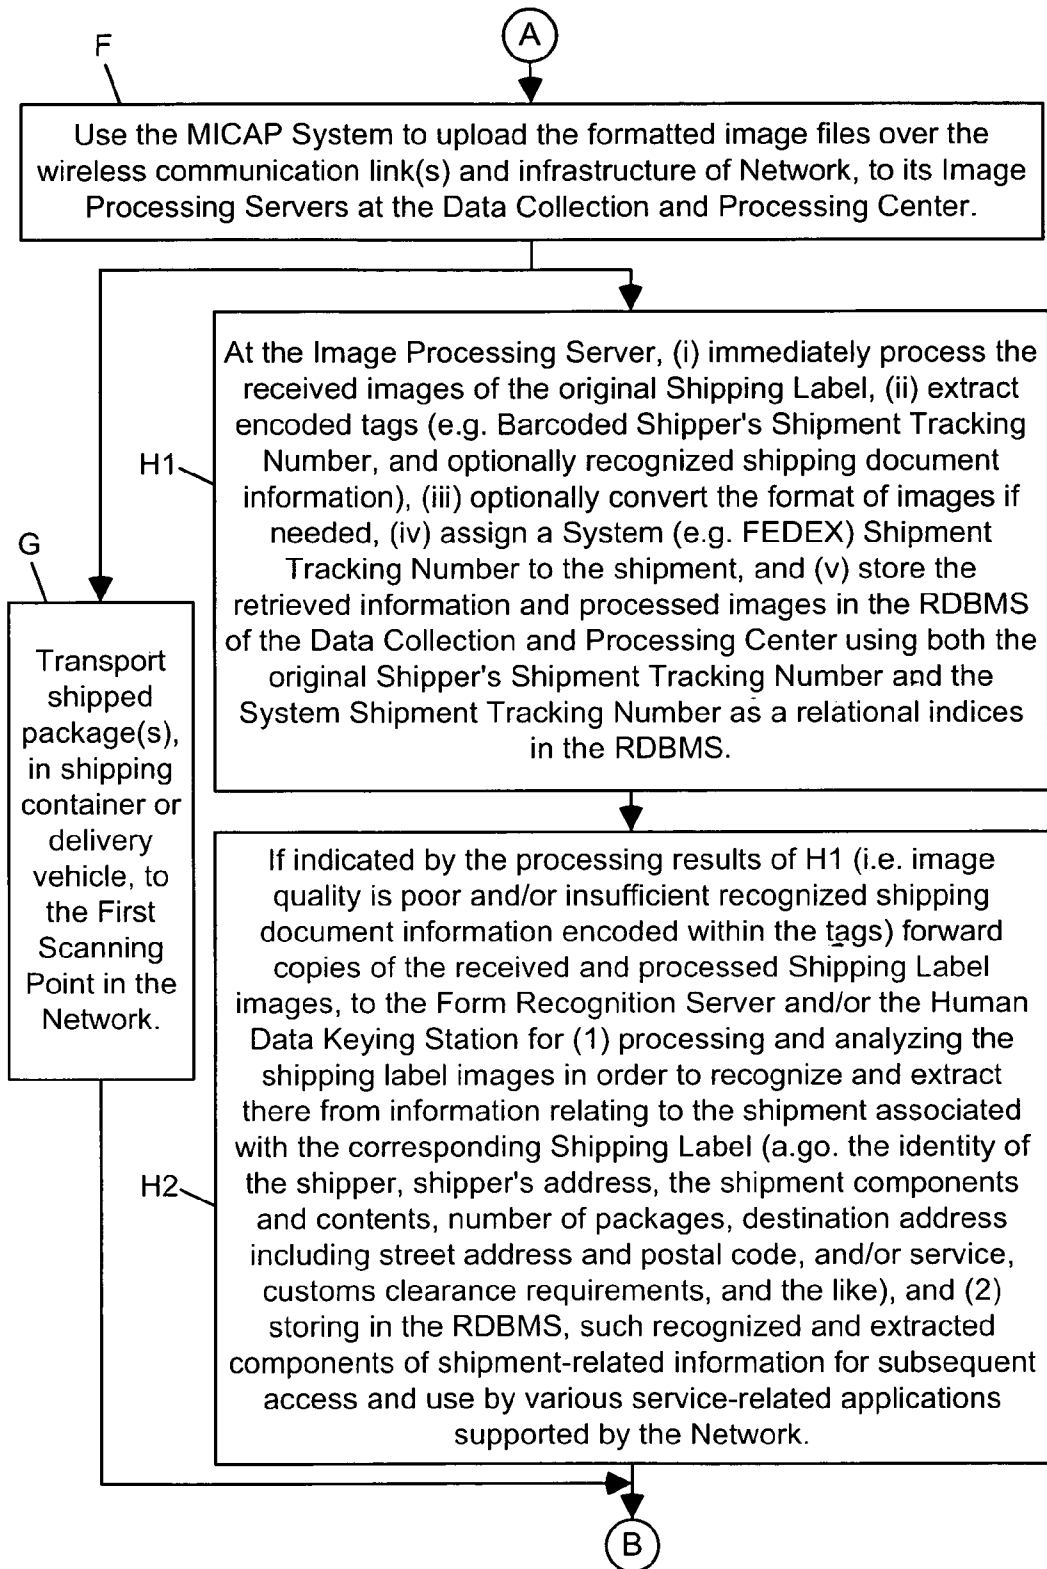 A
F
Use the MICAP System to upload the formatted image files over the
wireless communication link(s) and infrastructure of Network, to its Image
Processing Servers at the Data Collection and Processing Center.
H1
At the Image Processing Server, (i) immediately process the
received images of the original Shipping Label, (ii) extract
encoded tags (e.g. Barcoded Shipper's Shipment Tracking
Number, and optionally recognized shipping document
information), (iii) optionally convert the format of images if
needed, (iv) assign a System (e.g. FEDEX) Shipment
Tracking Number to the shipment, and (v) store the
retrieved information and processed images in the RDBMS
of the Data Collection and Processing Center using both the
original Shipper's Shipment Tracking Number and the
System Shipment Tracking Number as a relational indices
in the RDBMS.
G
Transport
shipped
package(s),
in shipping
container or
delivery
vehicle, to
the First
Scanning
Point in the
Network.
H2
If indicated by the processing results of H1 (i.e. image
quality is poor and/or insufficient recognized shipping
document information encoded within the tags) forward
copies of the received and processed Shipping Label
images, to the Form Recognition Server and/or the Human
Data Keying Station for (1) processing and analyzing the
shipping label images in order to recognize and extract
there from information relating to the shipment associated
with the corresponding Shipping Label (a.go. the identity of
the shipper, shipper's address, the shipment components
and contents, number of packages, destination address
including street address and postal code, and/or service,
customs clearance requirements, and the like), and (2)
storing in the RDBMS, such recognized and extracted
components of shipment-related information for subsequent
access and use by various service-related applications
supported by the Network.
B